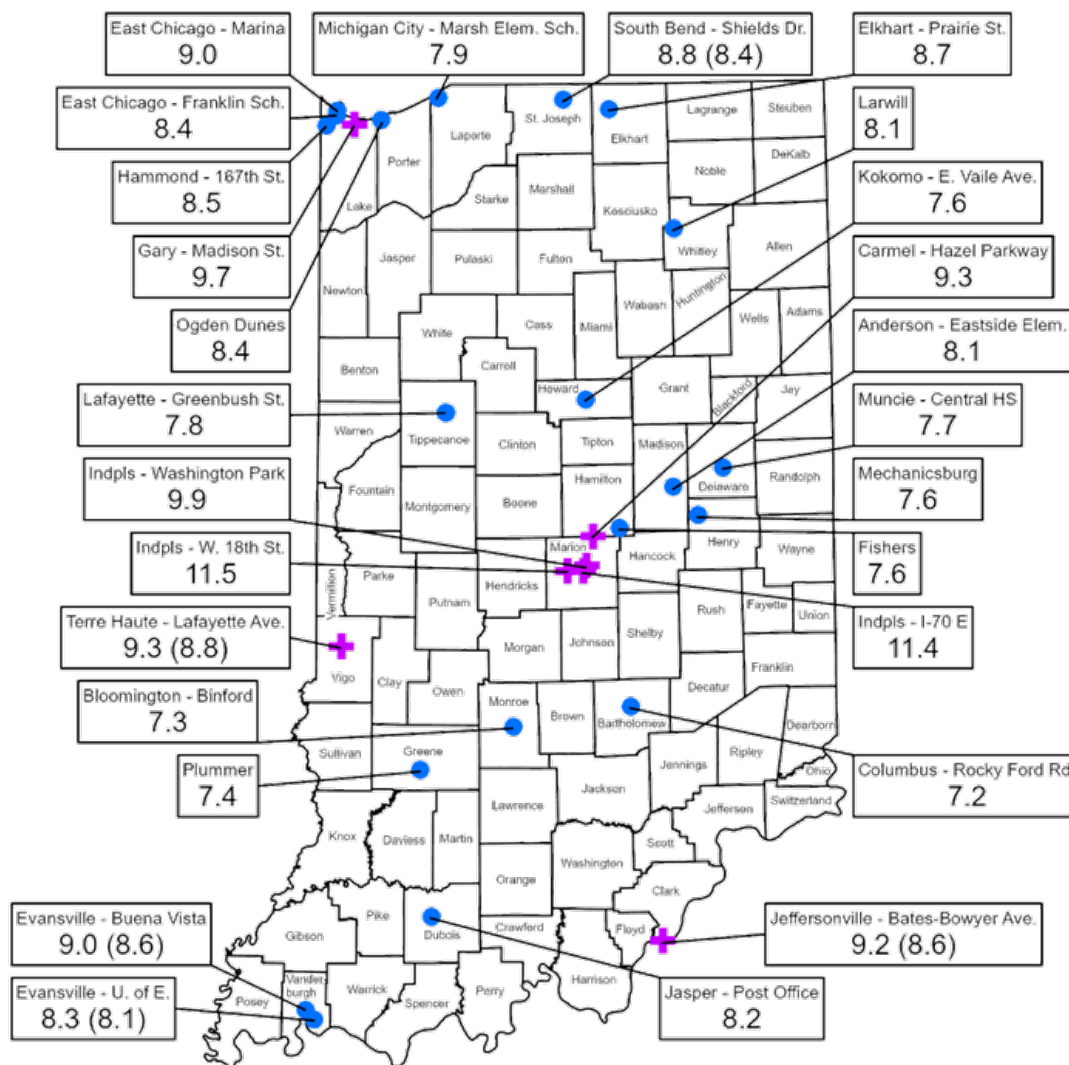 East Chicago - Marina
9.0
Michigan City - Marsh Elem. Sch.
7.9
South Bend - Shields Dr.
8.8 (8.4)
Elkhart - Prairie St.
8.7
East Chicago - Franklin Sch.
8.4
Larwill
8.1
Hammond - 167th St.
8.5
Kokomo - E. Vaile Ave.
7.6
Gary - Madison St.
9.7
Carmel - Hazel Parkway
9.3
Ogden Dunes
8.4
Anderson - Eastside Elem.
8.1
Lafayette - Greenbush St.
7.8
Muncie - Central HS
7.7
Indpls - Washington Park
9.9
Mechanicsburg
7.6
Indpls - W. 18th St.
11.5
Fishers
7.6
Terre Haute - Lafayette Ave.
9.3 (8.8)
Indpls - I-70 E
11.4
Bloomington - Binford
7.3
Plummer
7.4
Columbus - Rocky Ford Rd
7.2
Evansville - Buena Vista
9.0 (8.6)
Jeffersonville - Bates-Bowyer Ave.
9.2 (8.6)
Evansville - U. of E.
8.3 (8.1)
Jasper - Post Office
8.2
Lake
Porter
Laporte
St. Joseph
Elkhart
Lagrange
Steuben
Noble
DeKalb
Starke
Marshall
Kosciusko
Whitley
Allen
Newton
Jasper
Pulaski
Fulton
Wabash
Huntington
Wells
Adams
White
Cass
Miami
Benton
Carroll
Howard
Grant
Blackford
Jay
Warren
Tippecanoe
Clinton
Tipton
Madison
Delaware
Randolph
Fountain
Montgomery
Boone
Hamilton
Henry
Wayne
Vermillion
Parke
Putnam
Hendricks
Marion
Hancock
Rush
Fayette
Union
Vigo
Clay
Owen
Morgan
Johnson
Shelby
Decatur
Franklin
Sullivan
Greene
Monroe
Brown
Bartholomew
Jennings
Ripley
Dearborn
Ohio
Knox
Daviess
Martin
Lawrence
Jackson
Jefferson
Switzerland
Scott
Washington
Orange
Clark
Gibson
Pike
Dubois
Crawford
Floyd
Harrison
Posey
Vander
burgh
Warrick
Spencer
Perry